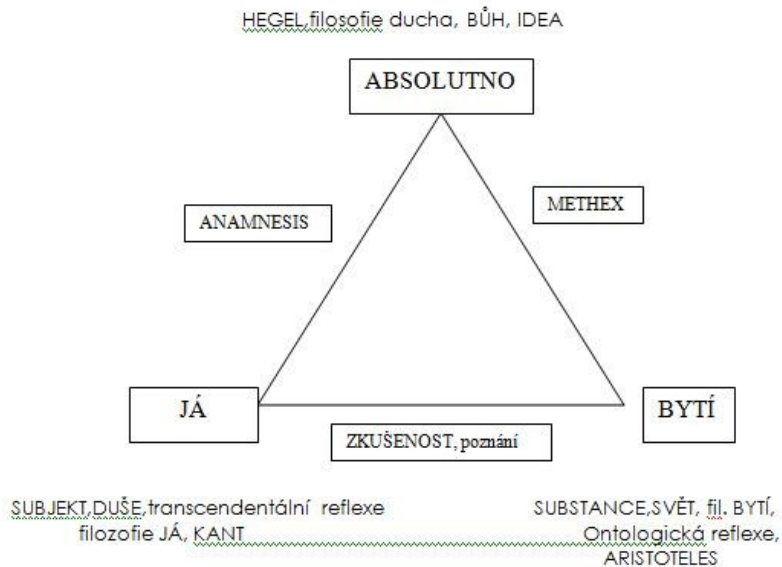 HEGEL,filosofie ducha, BŮH, IDEA
ABSOLUTNO
ANAMNESIS
METHEX
JÁ
BYTÍ
ZKUŠENOST, poznání
SUBJEKT,DUŠE,transcendentální reflexe
filozofie JÁ, KANT
SUBSTANCE,SVĚT, fil. BYTÍ,
Ontologická reflexe,
ARISTOTELES